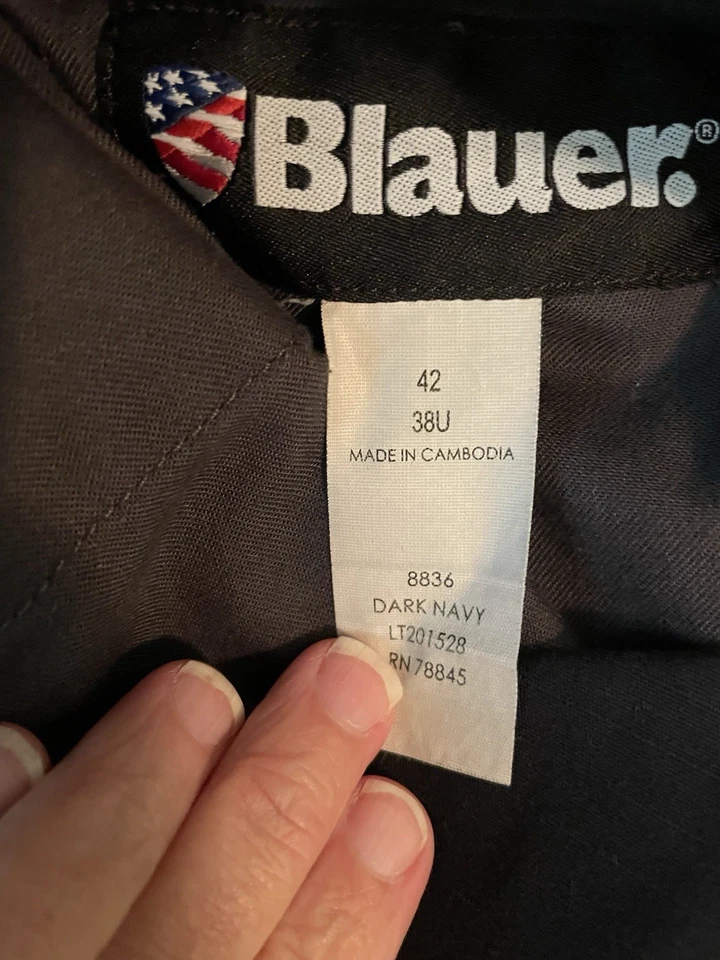 Blauer.®
42
38U
MADE IN CAMBODIA
8836
DARK NAVY
LT201528
RN 78845